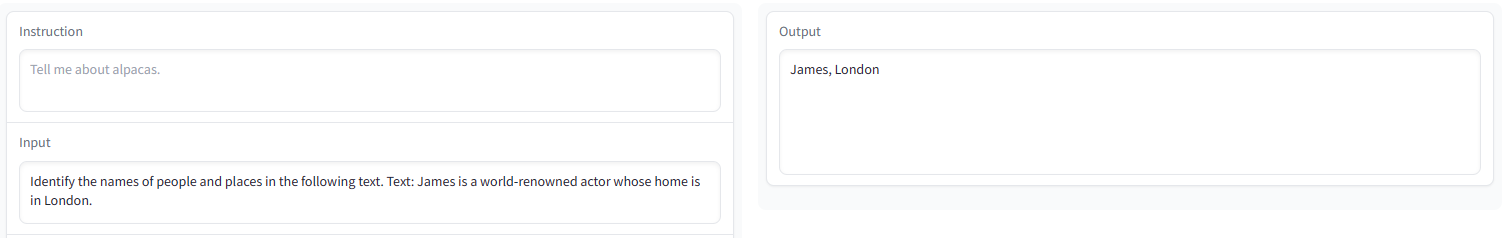 Instruction
Tell me about alpacas.
Input
Identify the names of people and places in the following text. Text: James is a world-renowned actor whose home is
in London.
Output
James, London